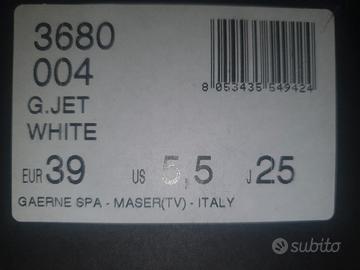 3680
004
8 053435 549424
G.JET
WHITE
EUR 39 US 5,5 J 25
GAERNE SPA - MASER(TV) - ITALY
subito